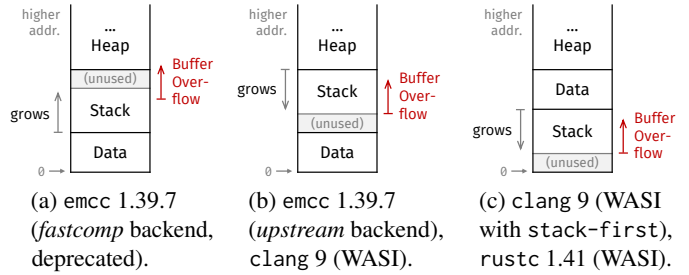 higher
addr.
...
Heap
(unused)
Stack
Data
grows
0
Buffer
Over-
flow
(a) emcc 1.39.7
(fastcomp backend,
deprecated).
higher
addr.
...
Heap
Stack
(unused)
Data
grows
0
Buffer
Over-
flow
(b) emcc 1.39.7
(upstream backend),
clang 9 (WASI).
higher
addr.
...
Heap
Data
Stack
(unused)
grows
0
Buffer
Over-
flow
(c) clang 9 (WASI
with stack-first),
rustc 1.41 (WASI).